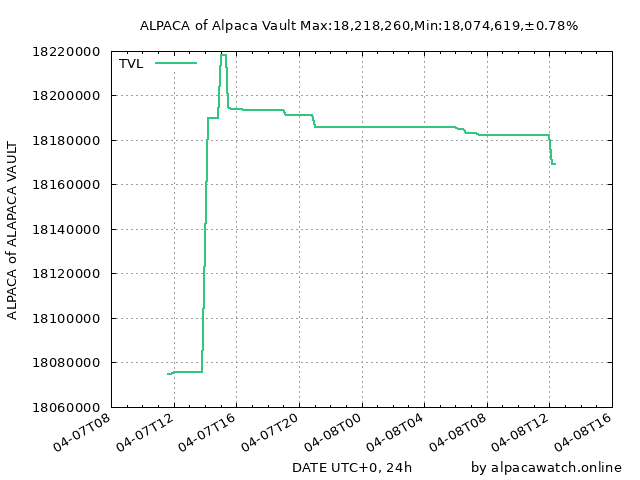 ALPACA of Alpaca Vault Max:18,218,260,Min:18,074,619,±0.78%
TVL
18220000
18200000
18180000
18160000
18140000
18120000
18100000
18080000
18060000
ALPACA of ALAPACA VAULT
04-07T08
04-07T12
04-07T16
04-07T20
04-08T00
04-08T04
04-08T08
04-08T12
04-08T16
DATE UTC+0, 24h
by alpacawatch.online